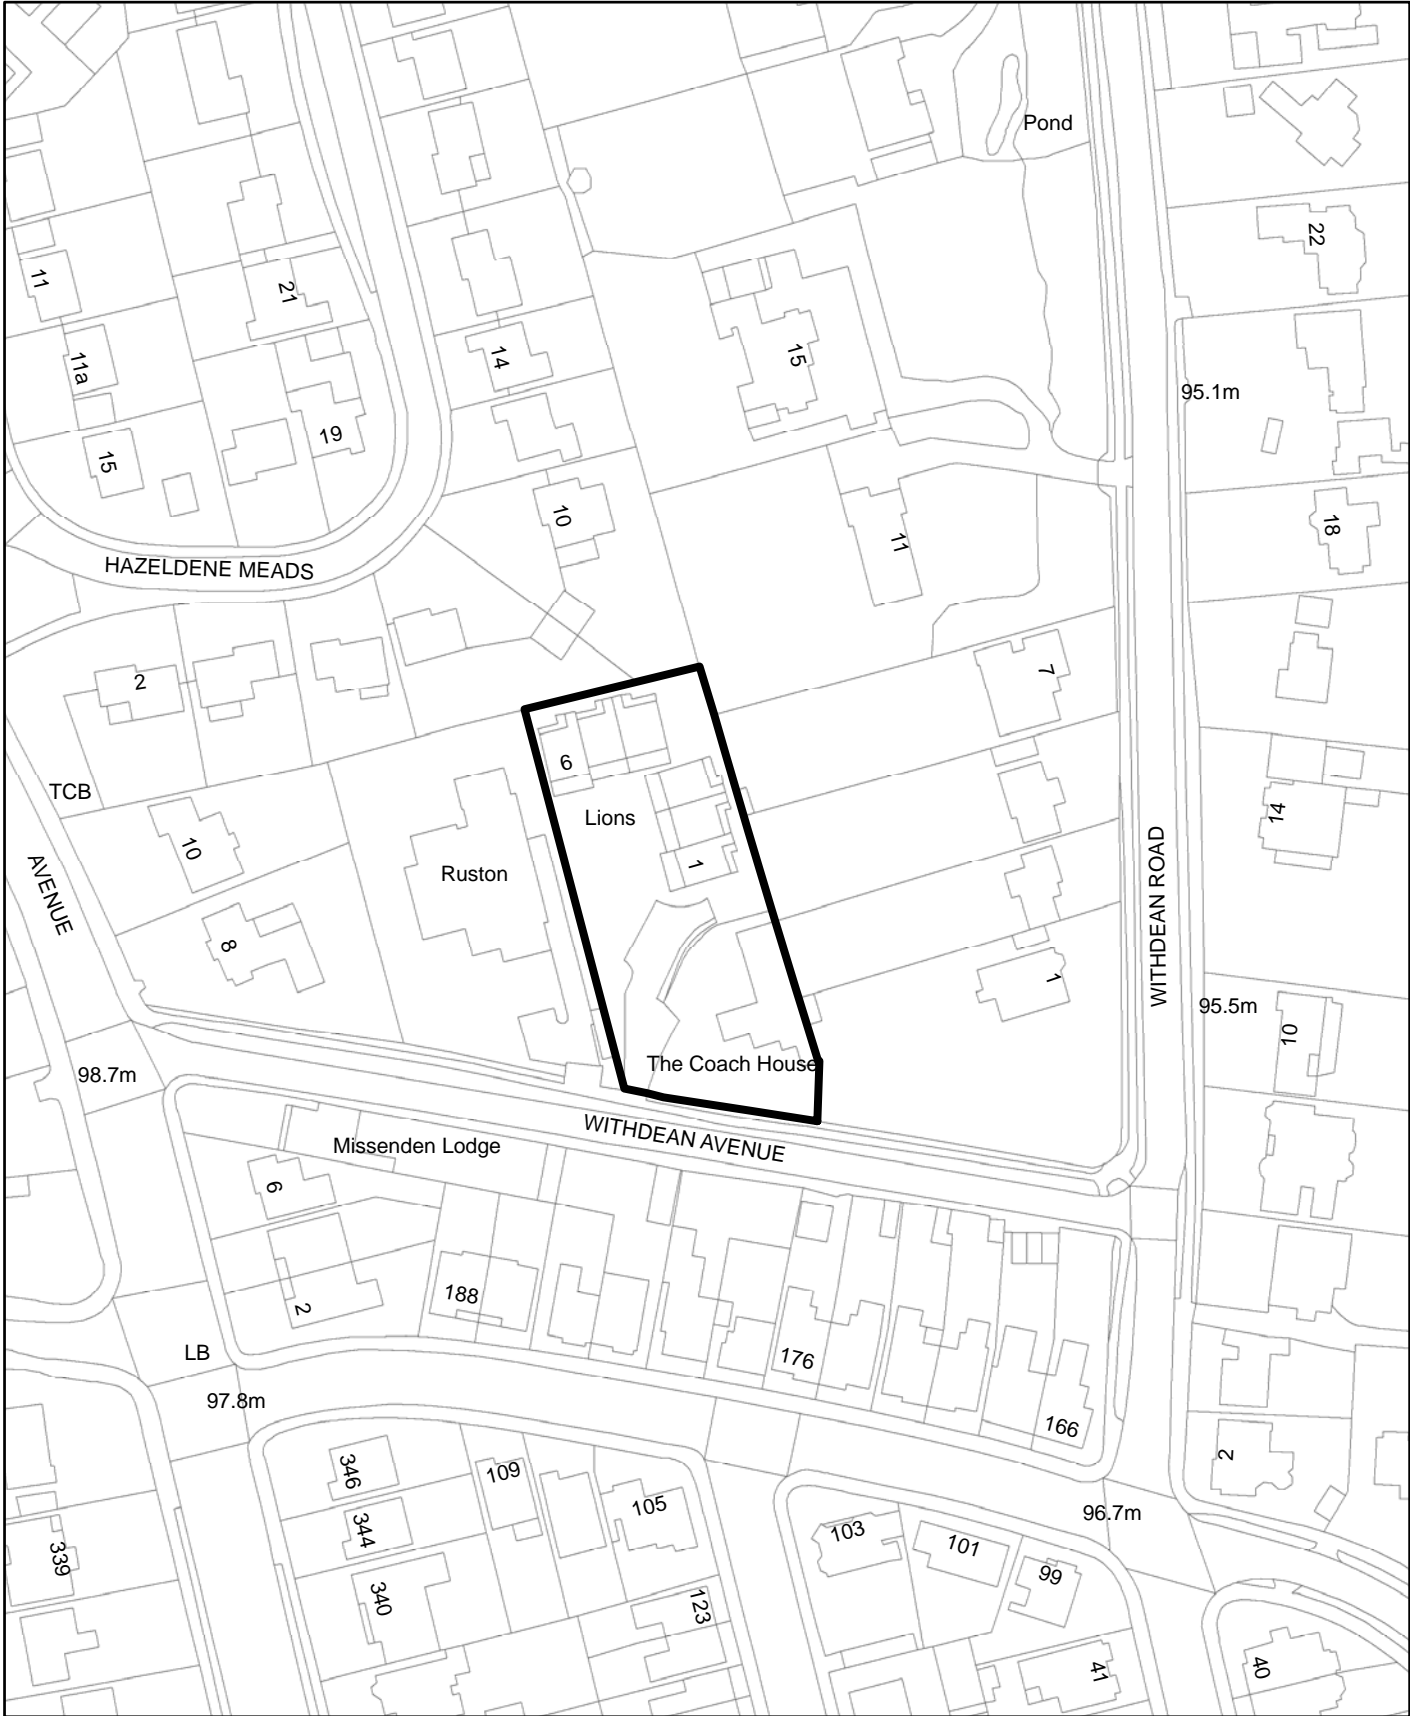 Pond
22
11
21
14
15
11a
95.1m
19
15
10
18
11
HAZELDENE MEADS
7
2
6
TCB
14
Lions
10
1
Ruston
AVENUE
WITHDEAN ROAD
8
1
95.5m
10
The Coach House
98.7m
WITHDEAN AVENUE
Missenden Lodge
6
188
2
LB
176
97.8m
166
2
346
109
105
96.7m
344
103
101
339
99
340
123
41
40